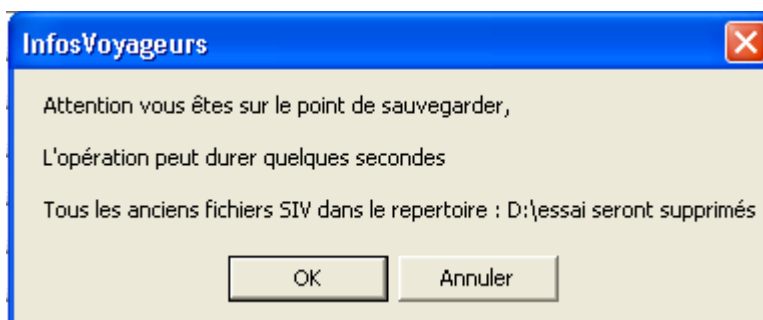 InfosVoyageurs
Attention vous êtes sur le point de sauvegarder,
L'opération peut durer quelques secondes
Tous les anciens fichiers SIV dans le repertoire : D:\essai seront supprimés
OK
Annuler